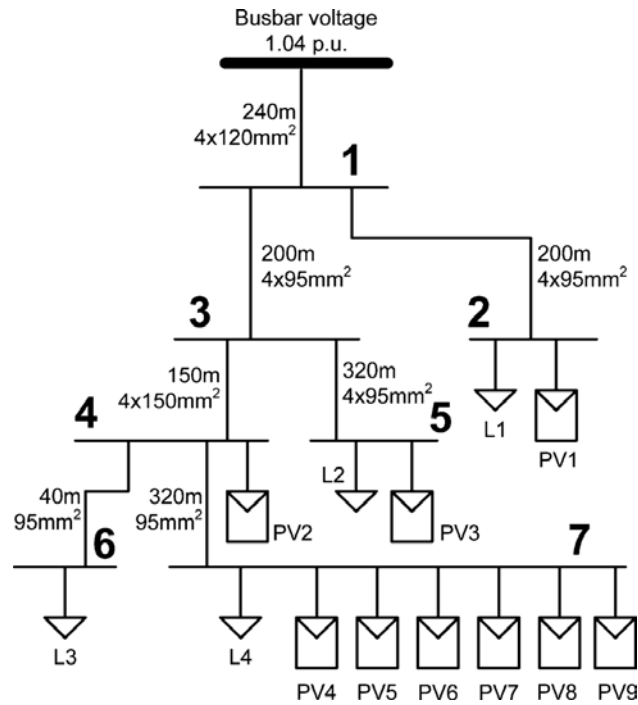 Busbar voltage
1.04 p.u.
240m
4x120mm²
1
200m
4x95mm²
200m
4x95mm²
3
2
150m
4x150mm²
320m
4x95mm²
4
5
L1
PV1
L2
40m
95mm²
320m
95mm²
PV2
PV3
6
7
L3
L4
PV4
PV5
PV6
PV7
PV8
PV9